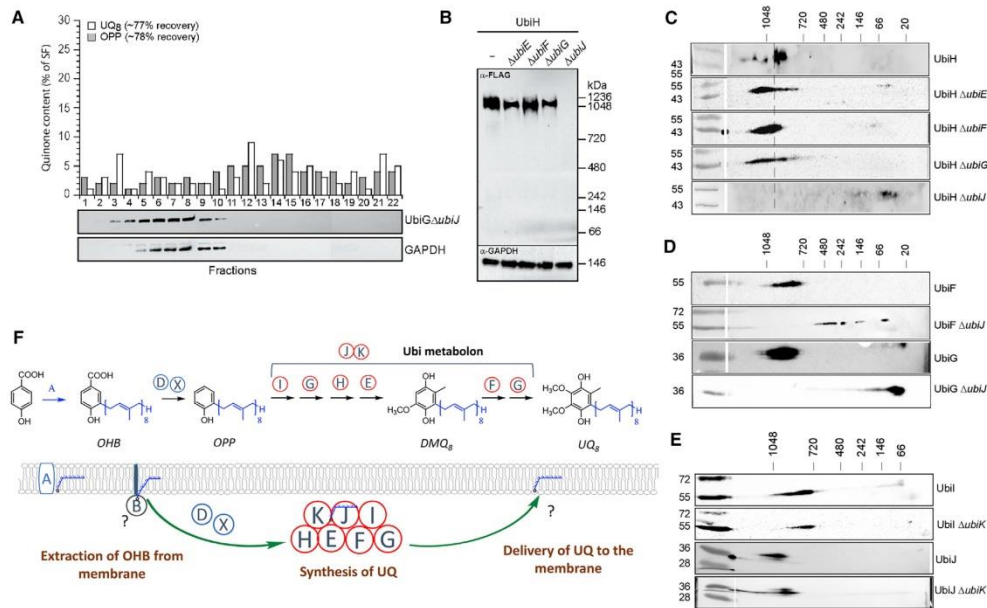 A
UQ8 (~77% recovery)
OPP (~78% recovery)
Quinone content (% of SF)
35
30
25
20
15
10
5
0
1 2 3 4 5 6 7 8 9 10 11 12 13 14 15 16 17 18 19 20 21 22
UbiGΔubiJ
GAPDH
Fractions
B
UbiH
– ΔubiE ΔubiF ΔubiG ΔubiJ
α-FLAG
kDa
1236
1048
720
480
242
146
66
α-GAPDH
146
C
1048 720 480 242 146 66 20
43
55
UbiH
55
43
UbiH ΔubiE
55
43
UbiH ΔubiF
55
43
UbiH ΔubiG
55
43
UbiH ΔubiJ
D
1048 720 480 242 146 66 20
55
UbiF
72
55
UbiF ΔubiJ
36
UbiG
36
UbiG ΔubiJ
E
1048 720 480 242 146 66
72
55
UbiI
72
55
UbiI ΔubiK
36
28
UbiJ
36
28
UbiJ ΔubiK
F
J K
Ubi metabolon
COOH
OH
A
COOH
OH
H
8
OHB
D X
OH
H
8
OPP
I G H E
OH
MeO
OH
H
8
DMQ8
F G
OH
MeO
MeO
OH
H
8
UQ8
A
B
?
D
X
K J I
H E F G
?
Extraction of OHB from
membrane
Synthesis of UQ
Delivery of UQ to the
membrane